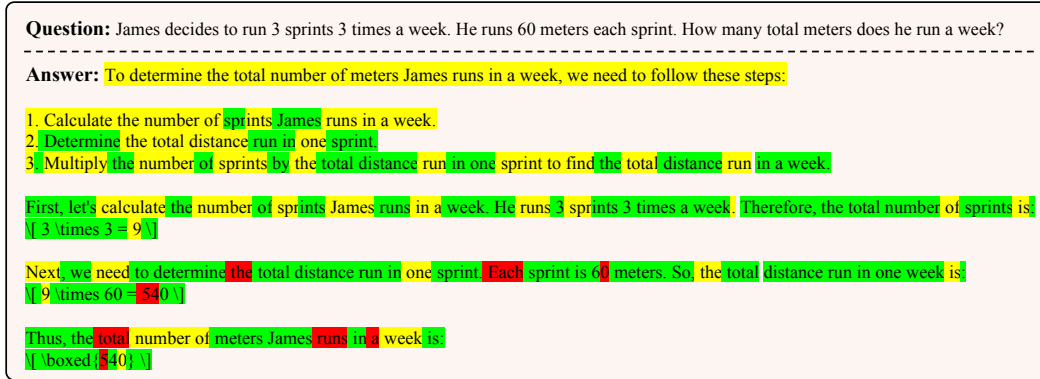 Question: James decides to run 3 sprints 3 times a week. He runs 60 meters each sprint. How many total meters does he run a week?
Answer: To determine the total number of meters James runs in a week, we need to follow these steps:
1. Calculate the number of sprints James runs in a week.
2. Determine the total distance run in one sprint.
3. Multiply the number of sprints by the total distance run in one sprint to find the total distance run in a week.
First, let's calculate the number of sprints James runs in a week. He runs 3 sprints 3 times a week. Therefore, the total number of sprints is:
\[ 3 \times 3 = 9 \]
Next, we need to determine the total distance run in one sprint. Each sprint is 60 meters. So, the total distance run in one week is:
\[ 9 \times 60 = 540 \]
Thus, the total number of meters James runs in a week is:
\[ \boxed{540} \]